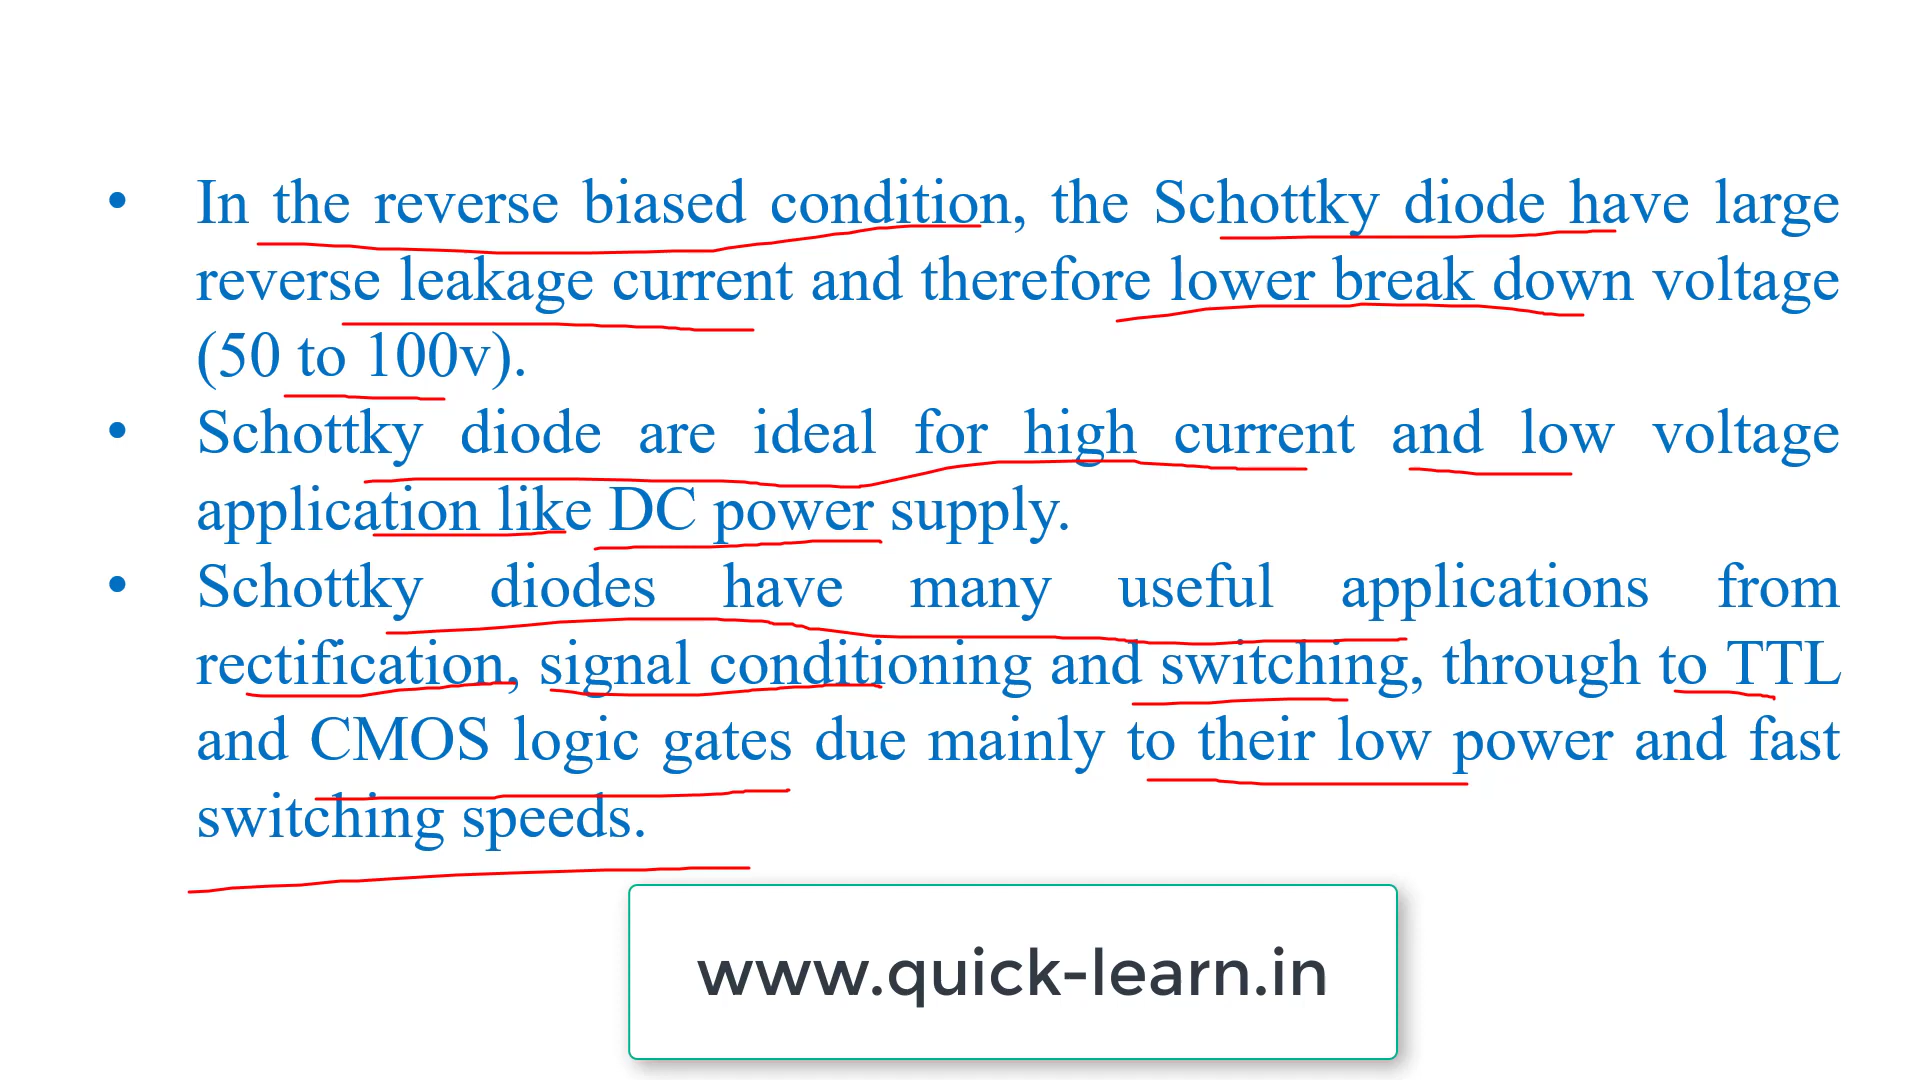 • In the reverse biased condition, the Schottky diode have large
reverse leakage current and therefore lower break down voltage
(50 to 100v).
• Schottky diode are ideal for high current and low voltage
application like DC power supply.
• Schottky diodes have many useful applications from
rectification, signal conditioning and switching, through to TTL
and CMOS logic gates due mainly to their low power and fast
switching speeds.
www.quick-learn.in